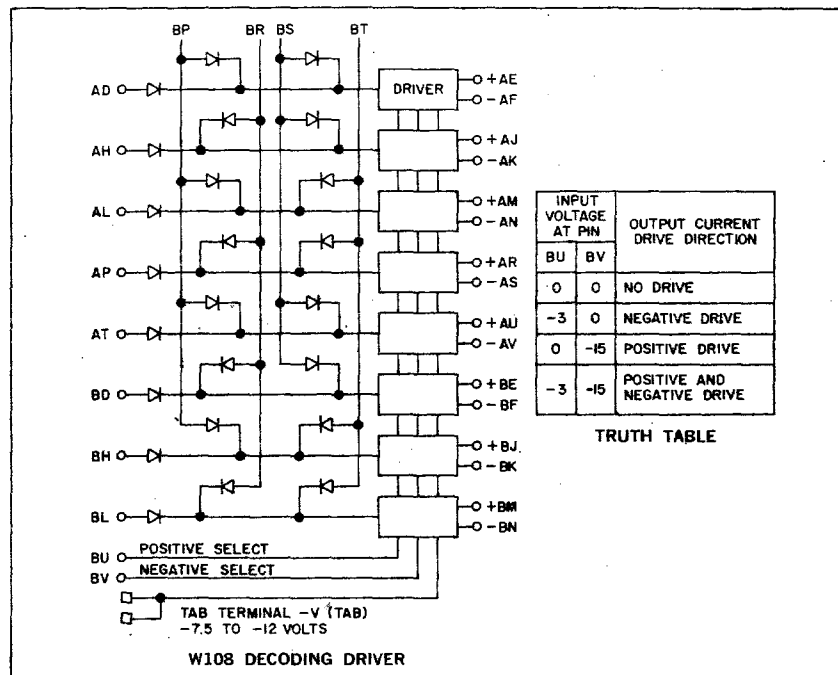 BP BR BS BT
AD DRIVER +AE
-AF
AH +AJ
-AK
AL +AM
-AN
AP +AR
-AS
AT +AU
-AV
BD +BE
-BF
BH +BJ
-BK
BL +BM
-BN
BU POSITIVE SELECT
BV NEGATIVE SELECT
TAB TERMINAL -V (TAB)
-7.5 TO -12 VOLTS
W108 DECODING DRIVER
INPUT
VOLTAGE
AT PIN
OUTPUT CURRENT
DRIVE DIRECTION
BU BV
0 0 NO DRIVE
-3 0 NEGATIVE DRIVE
0 -15 POSITIVE DRIVE
-3 -15 POSITIVE AND
NEGATIVE DRIVE
TRUTH TABLE